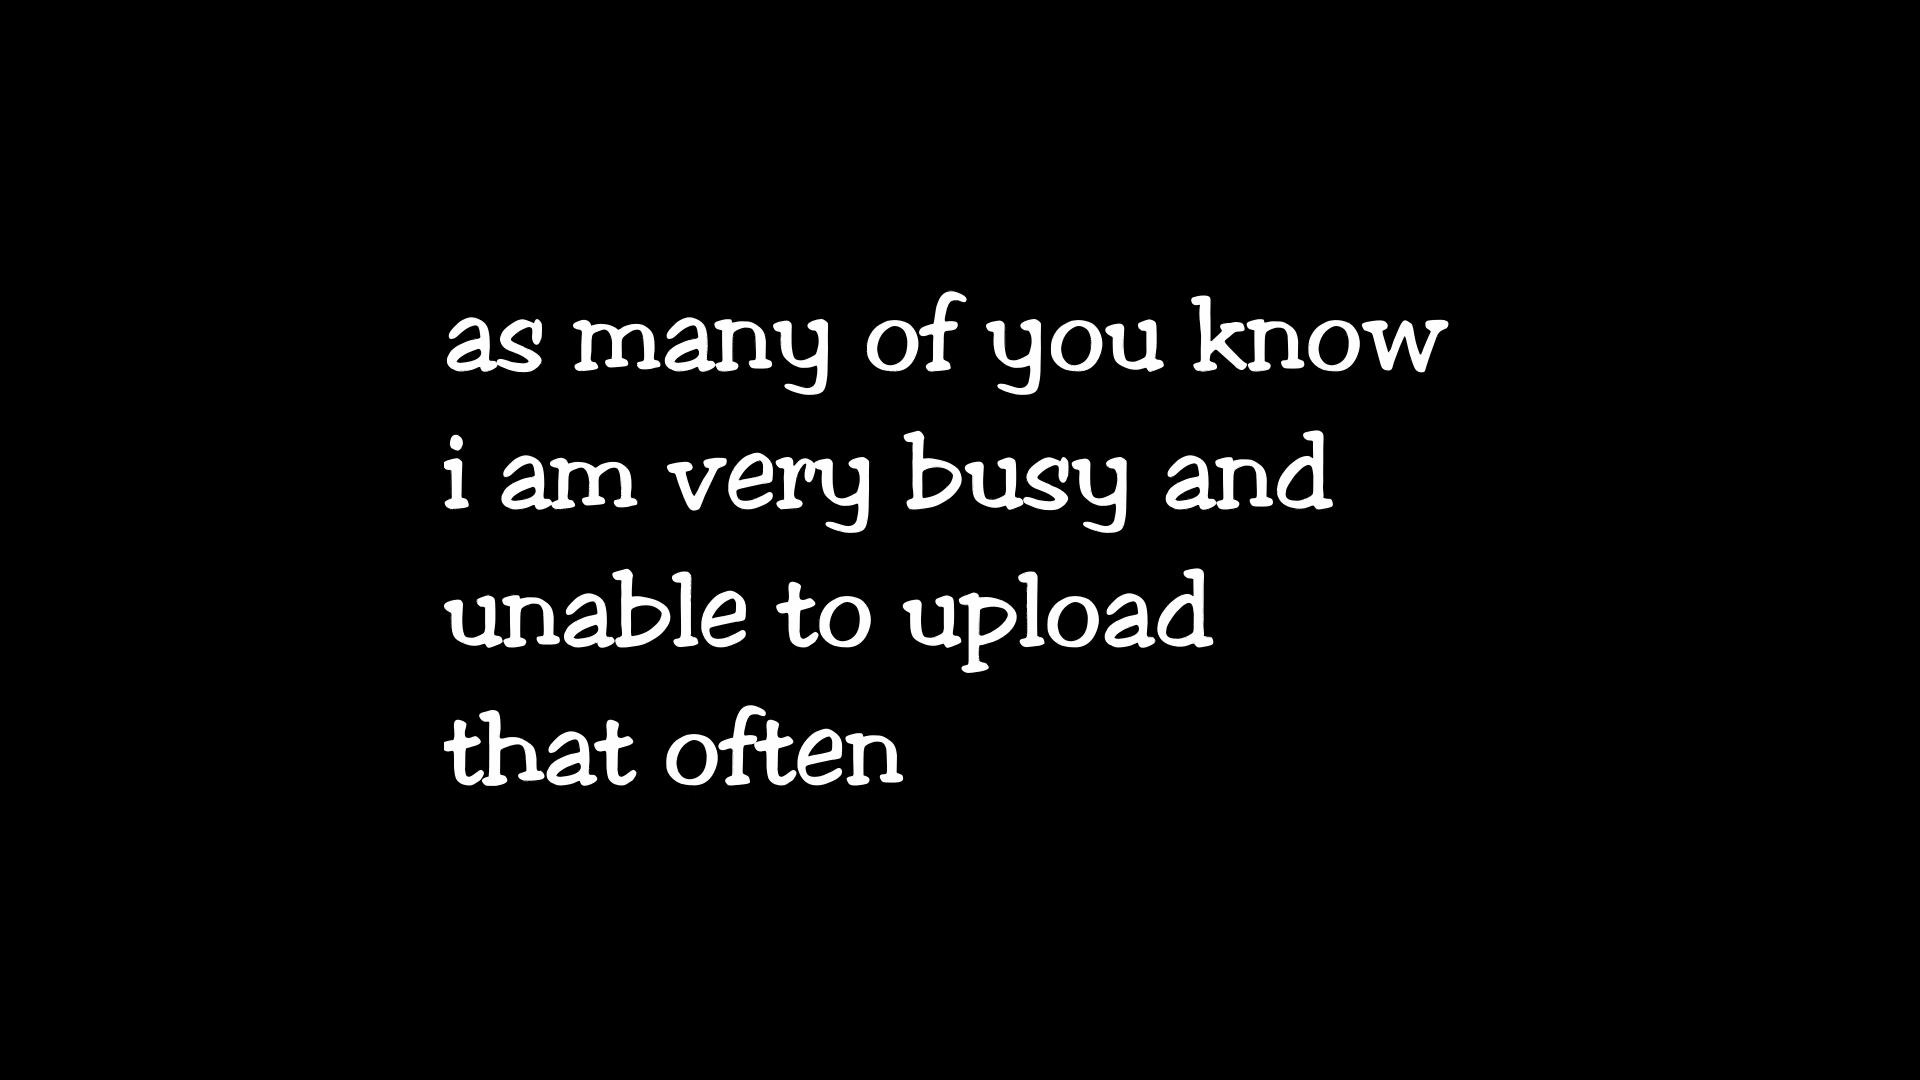 as many of you know
i am very busy and
unable to upload
that often